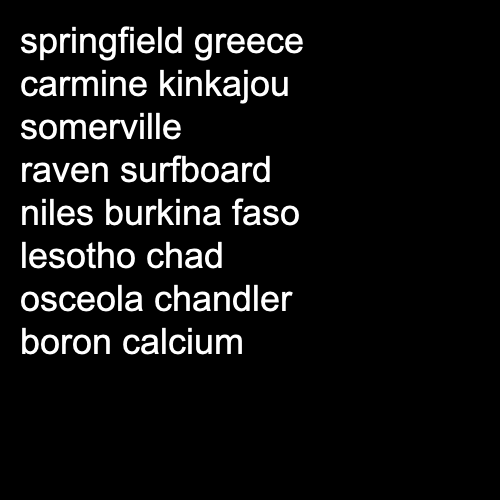 springfield greece
carmine kinkajou
somerville
raven surfboard
niles burkina faso
lesotho chad
osceola chandler
boron calcium